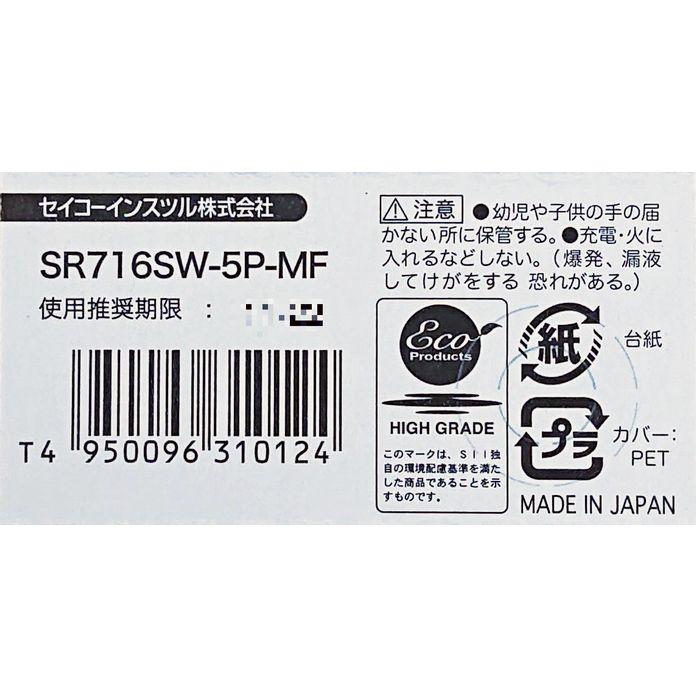 セイコーインスツル株式会社
SR716SW-5P-MF
使用推奨期限 :
T4 950096 310124
⚠注意 ●幼児や子供の手の届
かない所に保管する。●充電・火に
入れるなどしない。(爆発、漏液
してけがをする 恐れがある。)
Eco
Products
HIGH GRADE
このマークは、SII独
自の環境配慮基準を満た
した商品であることを示
すものです。
紙
台紙
プラ
カバー:
PET
MADE IN JAPAN